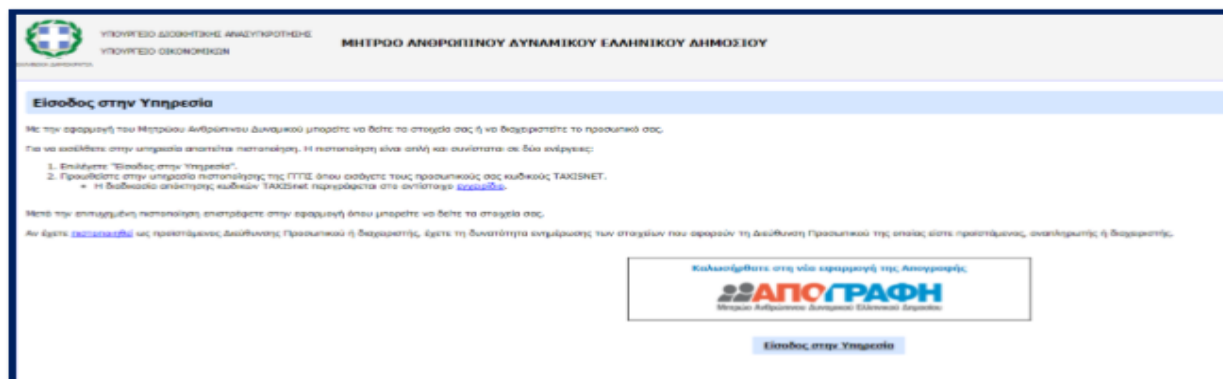 ΥΠΟΥΡΓΕΙΟ ΔΙΟΙΚΗΤΙΚΗΣ ΑΝΑΣΥΓΚΡΟΤΗΣΗΣ
ΥΠΟΥΡΓΕΙΟ ΟΙΚΟΝΟΜΙΚΩΝ
ΜΗΤΡΩΟ ΑΝΘΡΩΠΙΝΟΥ ΔΥΝΑΜΙΚΟΥ ΕΛΛΗΝΙΚΟΥ ΔΗΜΟΣΙΟΥ
ΕΛΛΗΝΙΚΗ ΔΗΜΟΚΡΑΤΙΑ
Είσοδος στην Υπηρεσία
Με την εφαρμογή του Μητρώου Ανθρώπινου Δυναμικού μπορείτε να δείτε τα στοιχεία σας ή να διαχειριστείτε το προσωπικό σας.
Για να εισέλθετε στην υπηρεσία απαιτείται πιστοποίηση. Η πιστοποίηση είναι απλή και συνίσταται σε δύο ενέργειες:
1. Επιλέγετε "Είσοδος στην Υπηρεσία".
2. Προωθείστε στην υπηρεσία πιστοποίησης της ΓΓΠΣ όπου εισάγετε τους προσωπικούς σας κωδικούς TAXISNET.
• Η διαδικασία απόκτησης κωδικών TAXISnet περιγράφεται στο αντίστοιχο εγχειρίδιο.
Μετά την επιτυχημένη πιστοποίηση επιστρέφετε στην εφαρμογή όπου μπορείτε να δείτε τα στοιχεία σας.
Αν έχετε πιστοποιηθεί ως προϊστάμενος Διεύθυνσης Προσωπικού ή διαχειριστής, έχετε τη δυνατότητα ενημέρωσης των στοιχείων που αφορούν τη Διεύθυνση Προσωπικού της οποίας είστε προϊστάμενος, αναπληρωτής ή διαχειριστής.
Καλωσήρθατε στη νέα εφαρμογή της Απογραφής
ΑΠΟΓΡΑΦΗ
Μητρώο Ανθρώπινου Δυναμικού Ελληνικού Δημοσίου
Είσοδος στην Υπηρεσία